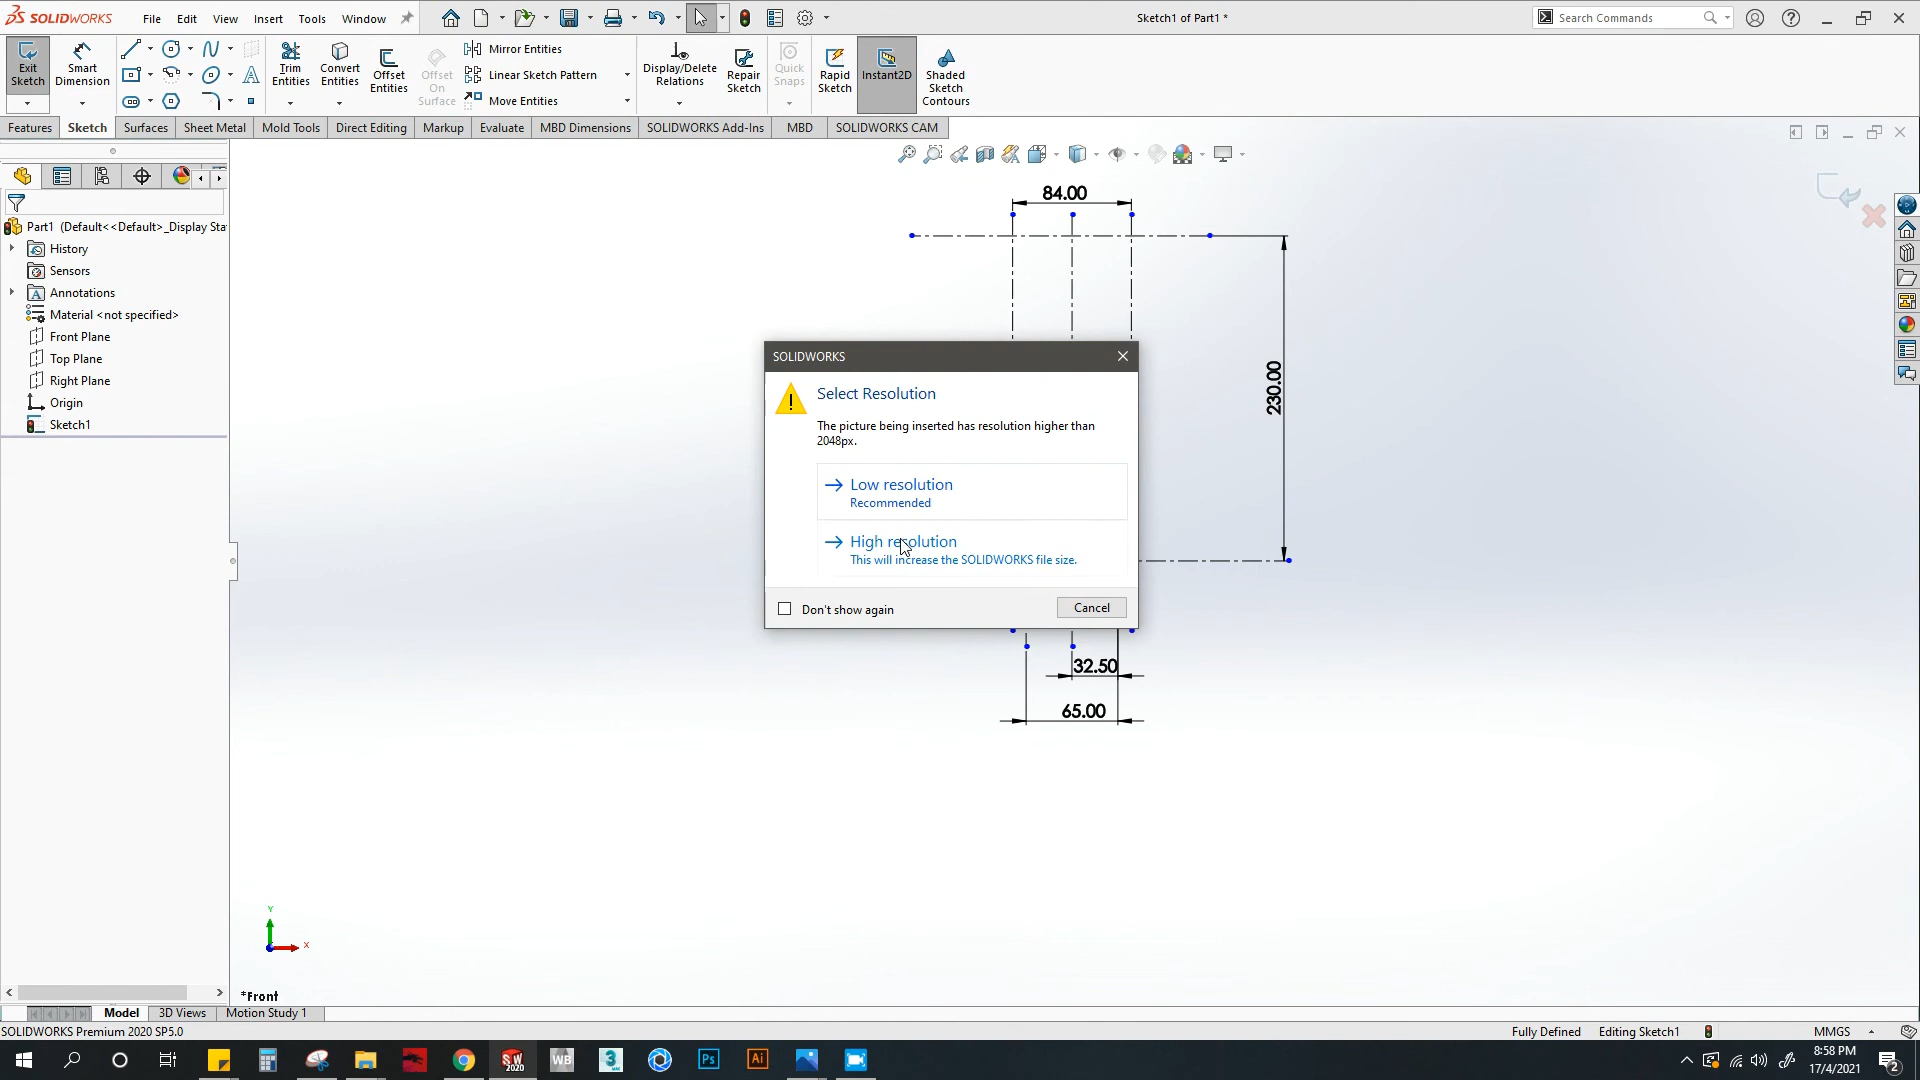 SOLIDWORKS
File Edit View Insert Tools Window
Sketch1 of Part1 *
Search Commands
Exit Sketch
Smart Dimension
Trim Entities
Convert Entities
Offset Entities
Offset On Surface
Mirror Entities
Linear Sketch Pattern
Move Entities
Display/Delete Relations
Repair Sketch
Quick Snaps
Rapid Sketch
Instant2D
Shaded Sketch Contours
Features Sketch Surfaces Sheet Metal Mold Tools Direct Editing Markup Evaluate MBD Dimensions SOLIDWORKS Add-Ins MBD SOLIDWORKS CAM
Part1 (Default<<Default>_Display Sta
History
Sensors
Annotations
Material <not specified>
Front Plane
Top Plane
Right Plane
Origin
Sketch1
84.00
230.00
SOLIDWORKS
Select Resolution
The picture being inserted has resolution higher than
2048px.
Low resolution
Recommended
High resolution
This will increase the SOLIDWORKS file size.
Don't show again
Cancel
32.50
65.00
Y
X
*Front
Model 3D Views Motion Study 1
SOLIDWORKS Premium 2020 SP5.0
Fully Defined Editing Sketch1 MMGS
SW
2020
WB
3
Ps
Ai
8:58 PM
17/4/2021
2